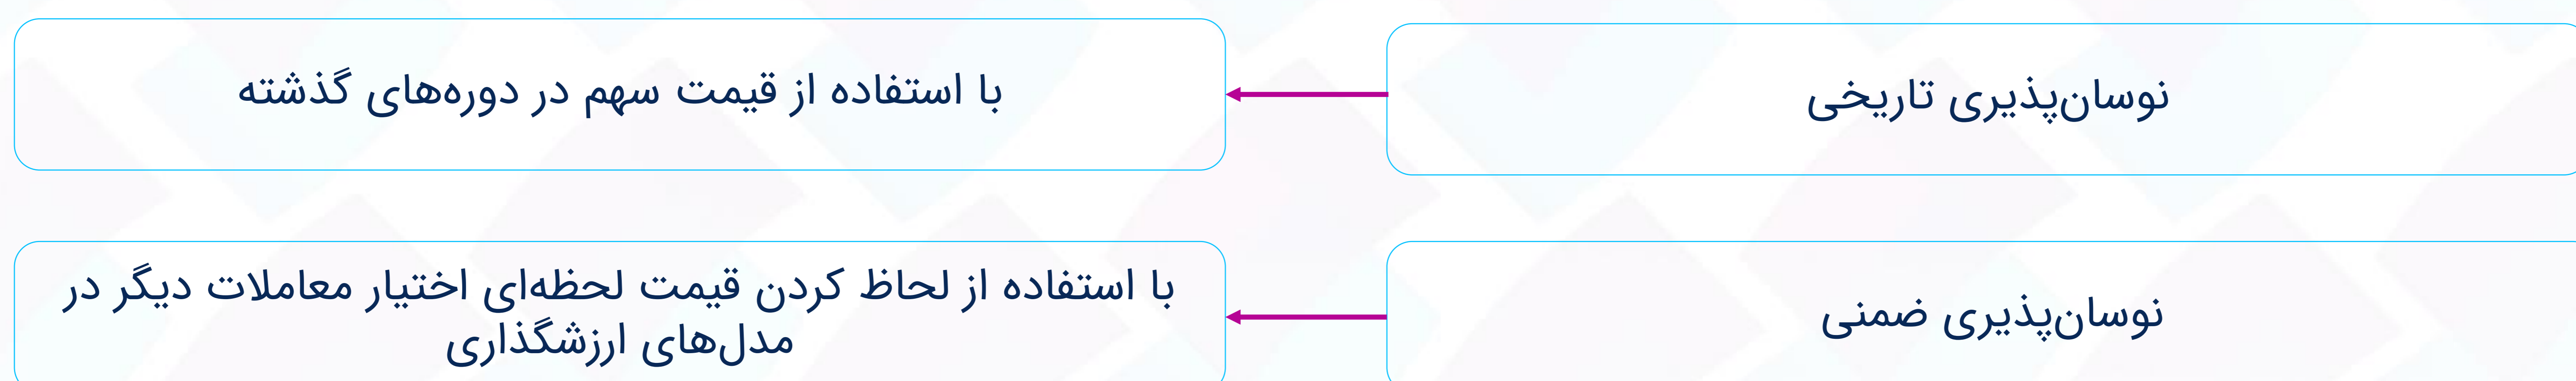 نوسان‌پذیری تاریخی
با استفاده از قیمت سهم در دوره‌های گذشته
نوسان‌پذیری ضمنی
با استفاده از لحاظ کردن قیمت لحظه‌ای اختیار معاملات دیگر در
مدل‌های ارزشگذاری